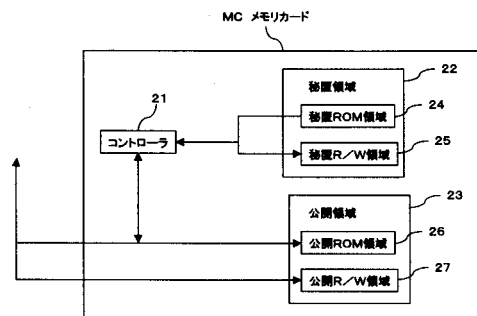 MC メモリカード
22
秘匿領域
21
24
秘匿ROM領域
コントローラ
25
秘匿R/W領域
23
公開領域
26
公開ROM領域
27
公開R/W領域